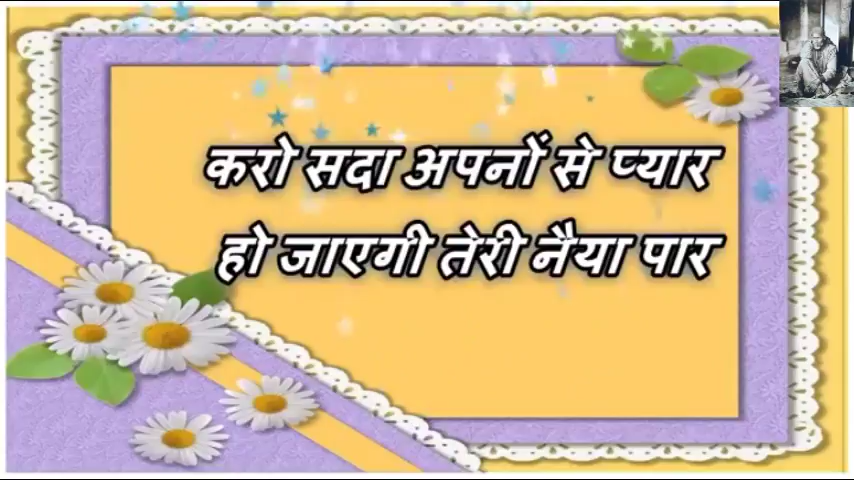 करो सदा अपनों से प्यार
हो जाएगी तेरी नैया पार